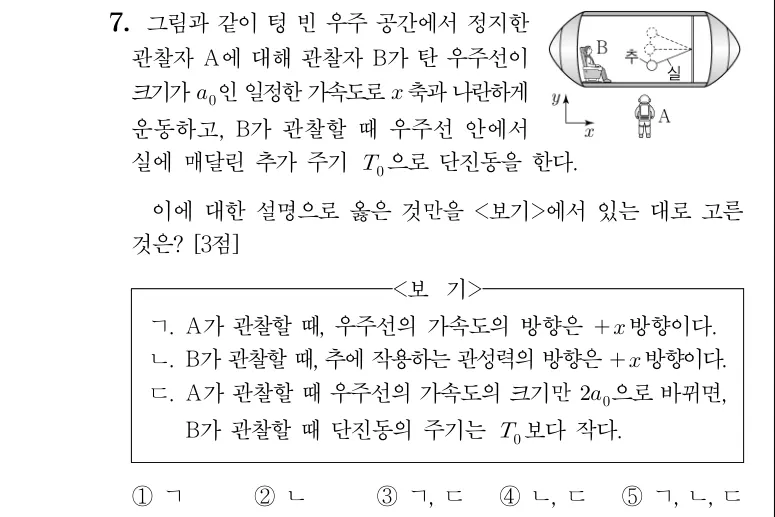 7. 그림과 같이 텅 빈 우주 공간에서 정지한
관찰자 A에 대해 관찰자 B가 탄 우주선이
크기가 a₀인 일정한 가속도로 x축과 나란하게
운동하고, B가 관찰할 때 우주선 안에서
실에 매달린 추가 주기 T₀으로 단진동을 한다.
B
추
실
y
x
A
이에 대한 설명으로 옳은 것만을 <보기>에서 있는 대로 고른
것은? [3점]
<보 기>
ㄱ. A가 관찰할 때, 우주선의 가속도의 방향은 +x방향이다.
ㄴ. B가 관찰할 때, 추에 작용하는 관성력의 방향은 +x방향이다.
ㄷ. A가 관찰할 때 우주선의 가속도의 크기만 2a₀으로 바뀌면,
B가 관찰할 때 단진동의 주기는 T₀보다 작다.
① ㄱ ② ㄴ ③ ㄱ, ㄷ ④ ㄴ, ㄷ ⑤ ㄱ, ㄴ, ㄷ